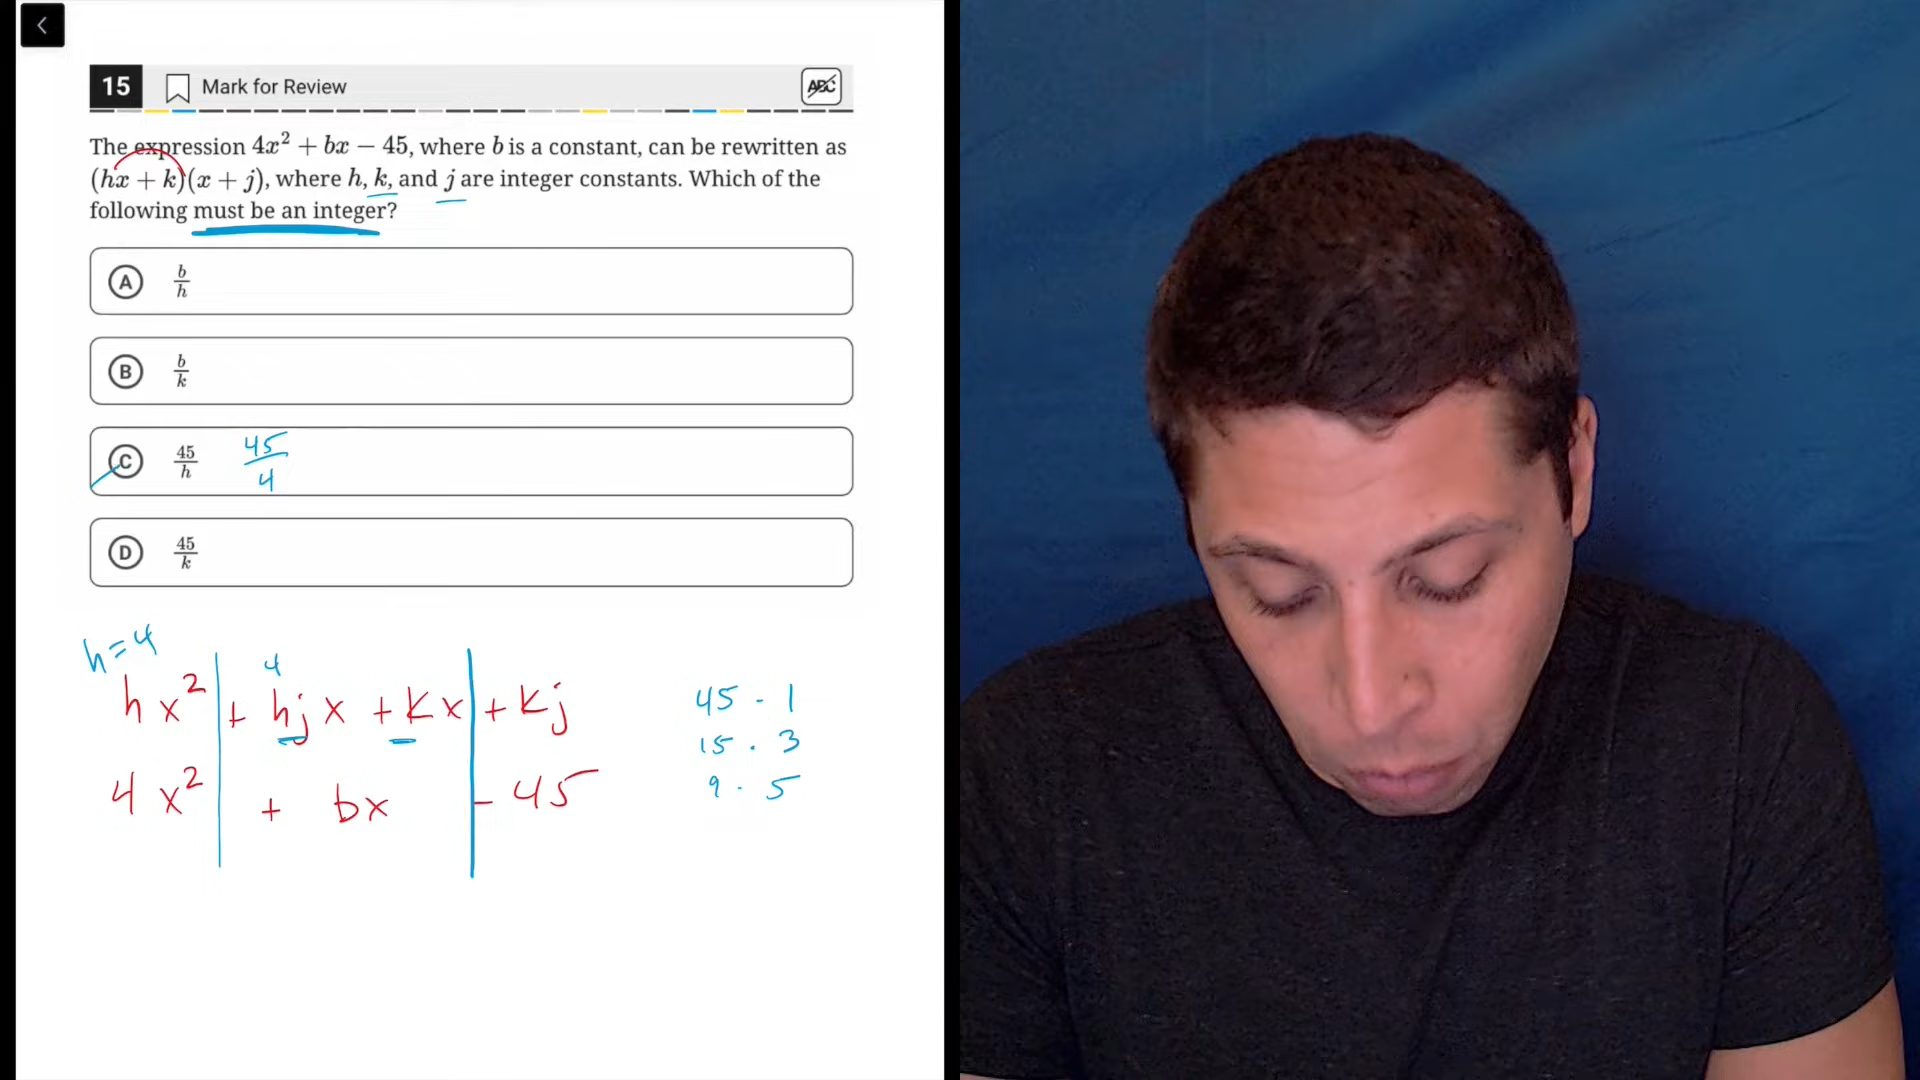 15 Mark for Review ABC
The expression 4x² + bx − 45, where b is a constant, can be rewritten as
(hx + k)(x + j), where h, k, and j are integer constants. Which of the
following must be an integer?
A b/h
B b/k
C 45/h 45/4
D 45/k
h=4
4
hx² + hjx + kx + kj
4x² + bx - 45
45 · 1
15 · 3
9 · 5